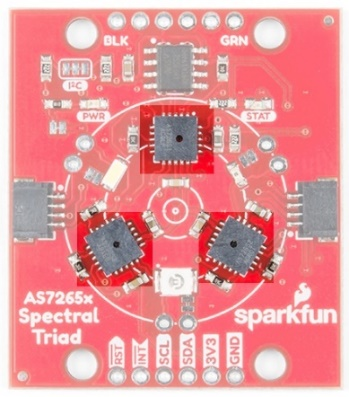 BLK GRN
I²C
PWR STAT
AS7265x
Spectral
Triad
sparkfun
RST INT SCL SDA 3V3 GND